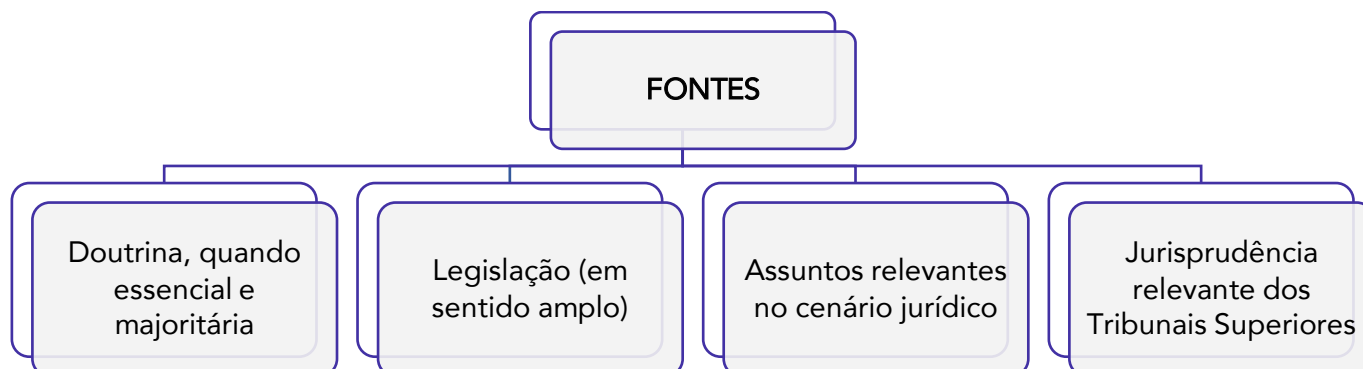 FONTES
Doutrina, quando
essencial e
majoritária
Legislação (em
sentido amplo)
Assuntos relevantes
no cenário jurídico
Jurisprudência
relevante dos
Tribunais Superiores